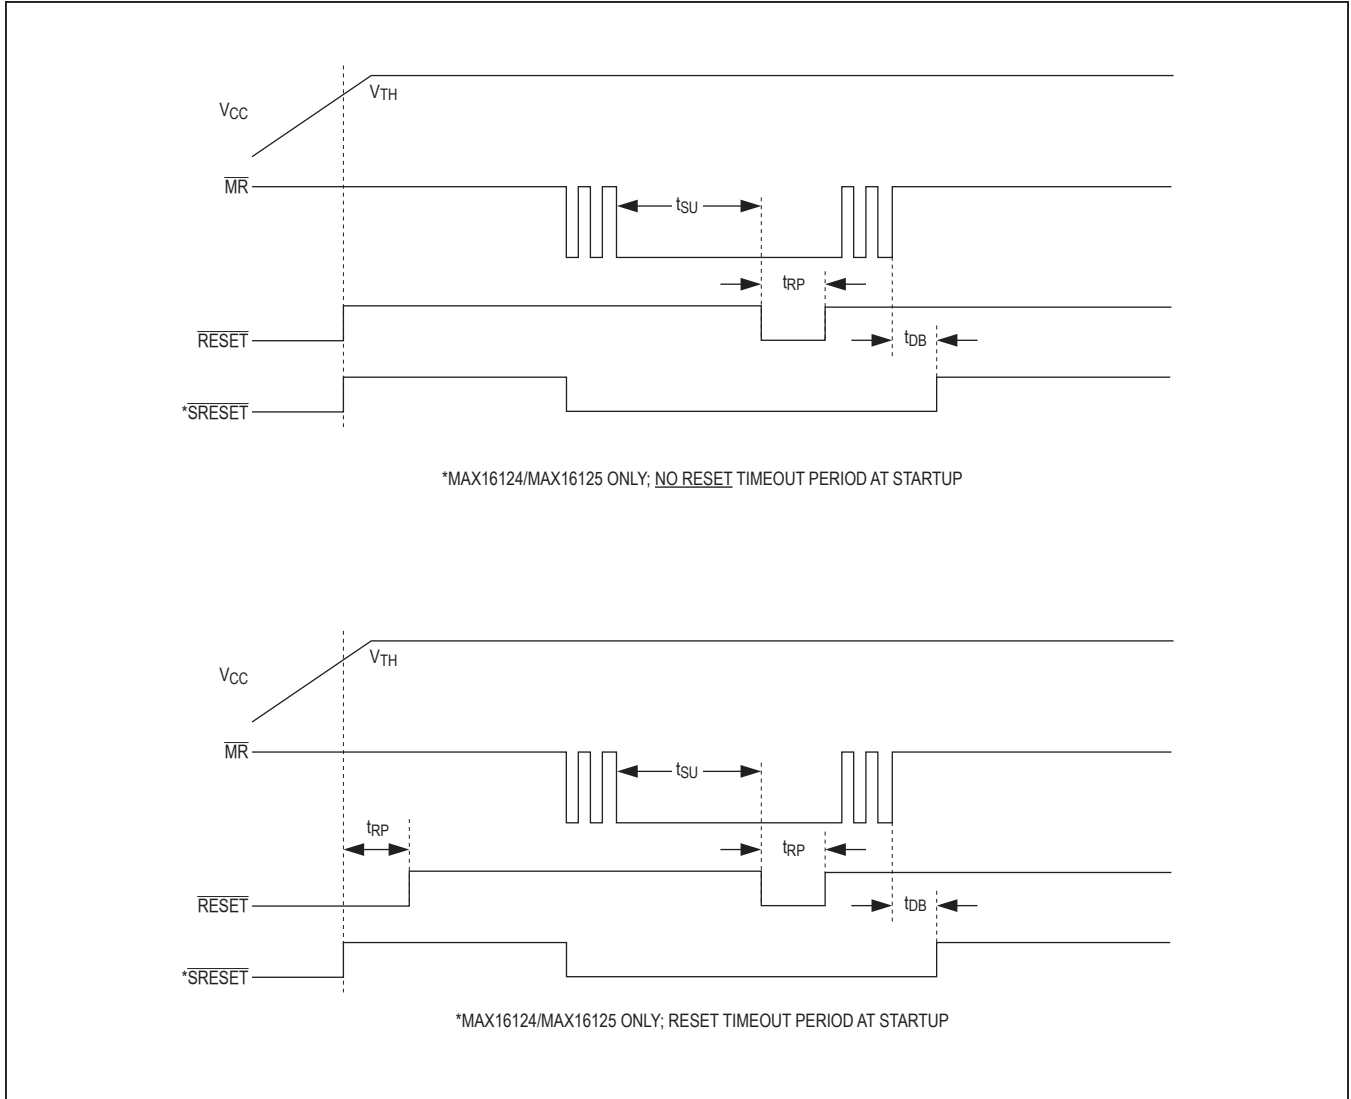 VTH
VCC
MR
tSU
tRP
RESET
tDB
*SRESET
*MAX16124/MAX16125 ONLY; NO RESET TIMEOUT PERIOD AT STARTUP
VTH
VCC
MR
tSU
tRP
tRP
RESET
tDB
*SRESET
*MAX16124/MAX16125 ONLY; RESET TIMEOUT PERIOD AT STARTUP